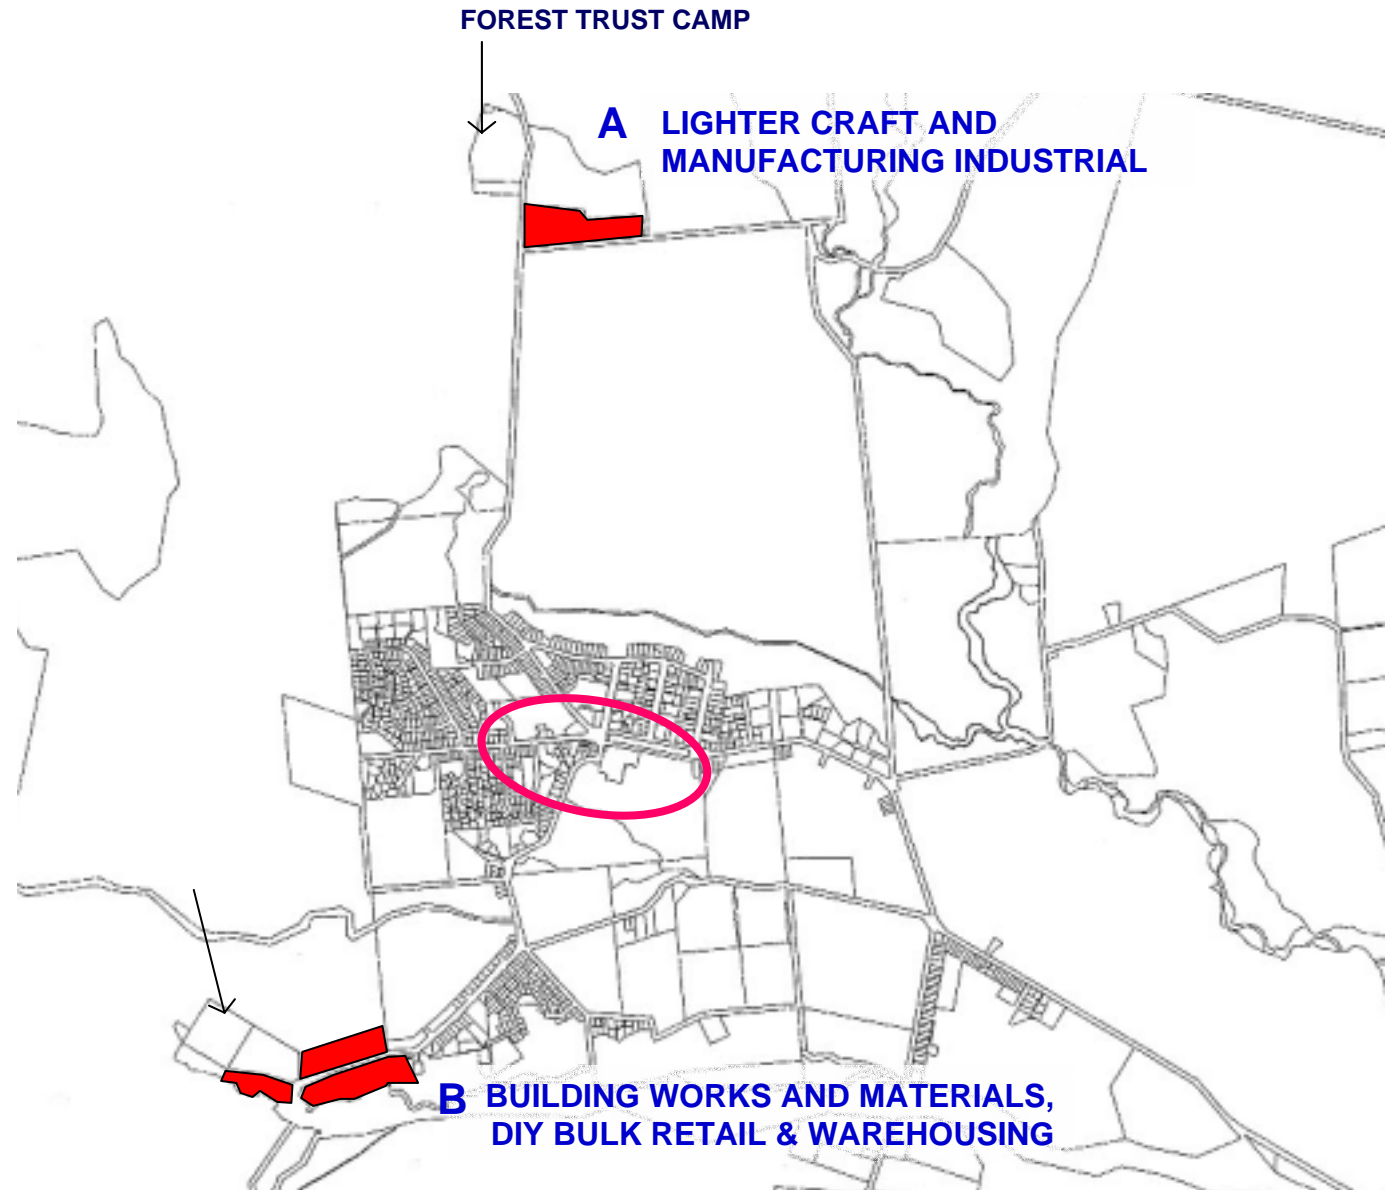 FOREST TRUST CAMP
A LIGHTER CRAFT AND
MANUFACTURING INDUSTRIAL
B BUILDING WORKS AND MATERIALS,
DIY BULK RETAIL & WAREHOUSING